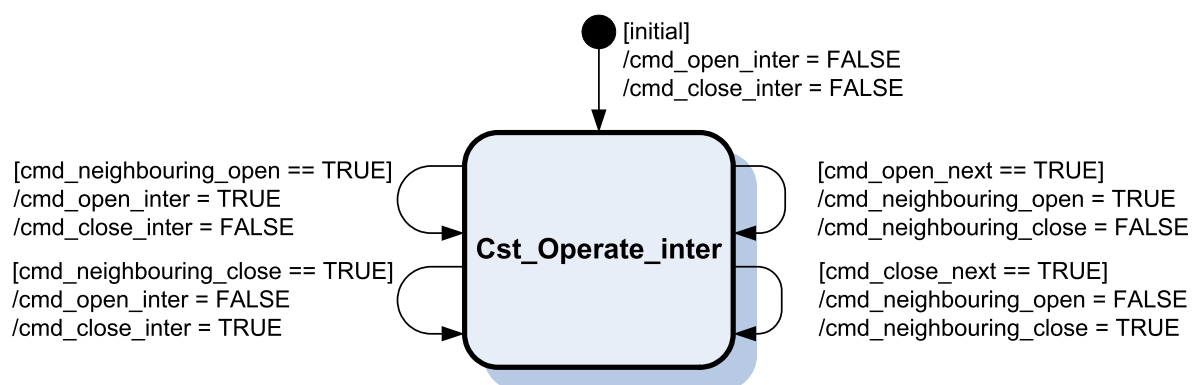 [initial]
/cmd_open_inter = FALSE
/cmd_close_inter = FALSE
[cmd_neighbouring_open == TRUE]
/cmd_open_inter = TRUE
/cmd_close_inter = FALSE
[cmd_neighbouring_close == TRUE]
/cmd_open_inter = FALSE
/cmd_close_inter = TRUE
Cst_Operate_inter
[cmd_open_next == TRUE]
/cmd_neighbouring_open = TRUE
/cmd_neighbouring_close = FALSE
[cmd_close_next == TRUE]
/cmd_neighbouring_open = FALSE
/cmd_neighbouring_close = TRUE